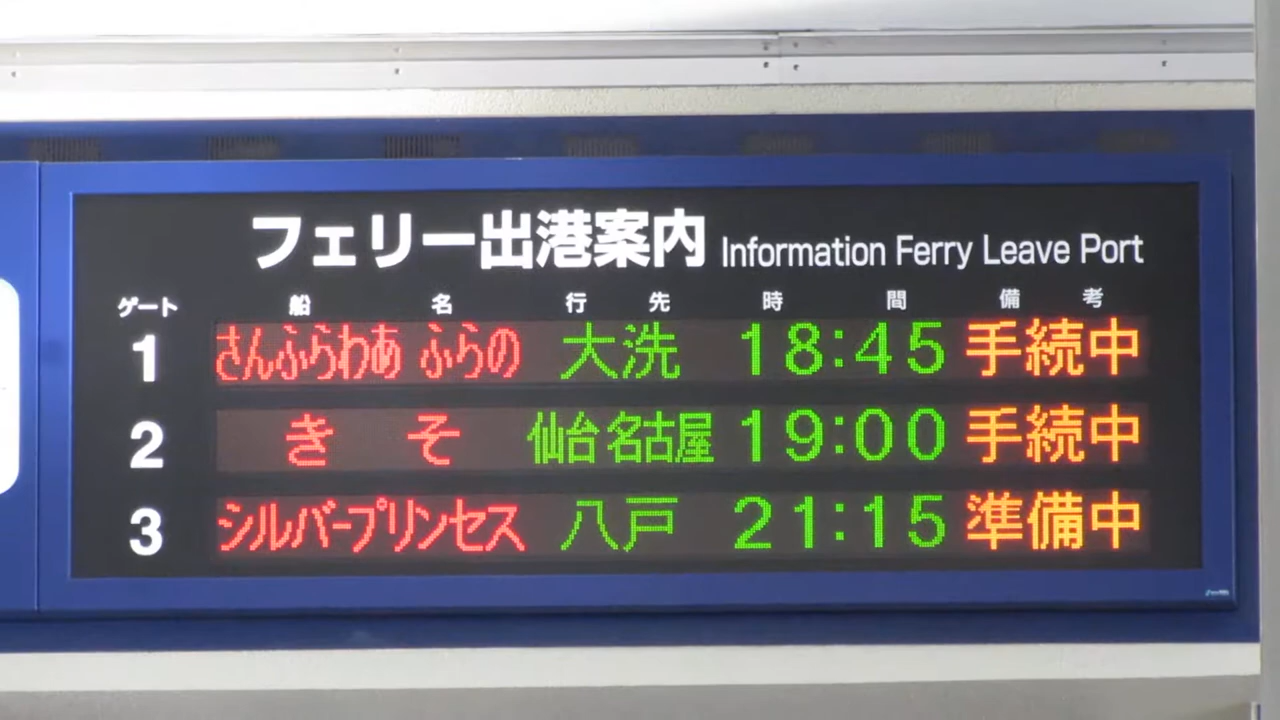 フェリー出港案内 Information Ferry Leave Port
ゲート 船名 行先 時間 備考
1 さんふらわあ ふらの 大洗 18:45 手続中
2 きそ 仙台名古屋 19:00 手続中
3 シルバープリンセス 八戸 21:15 準備中